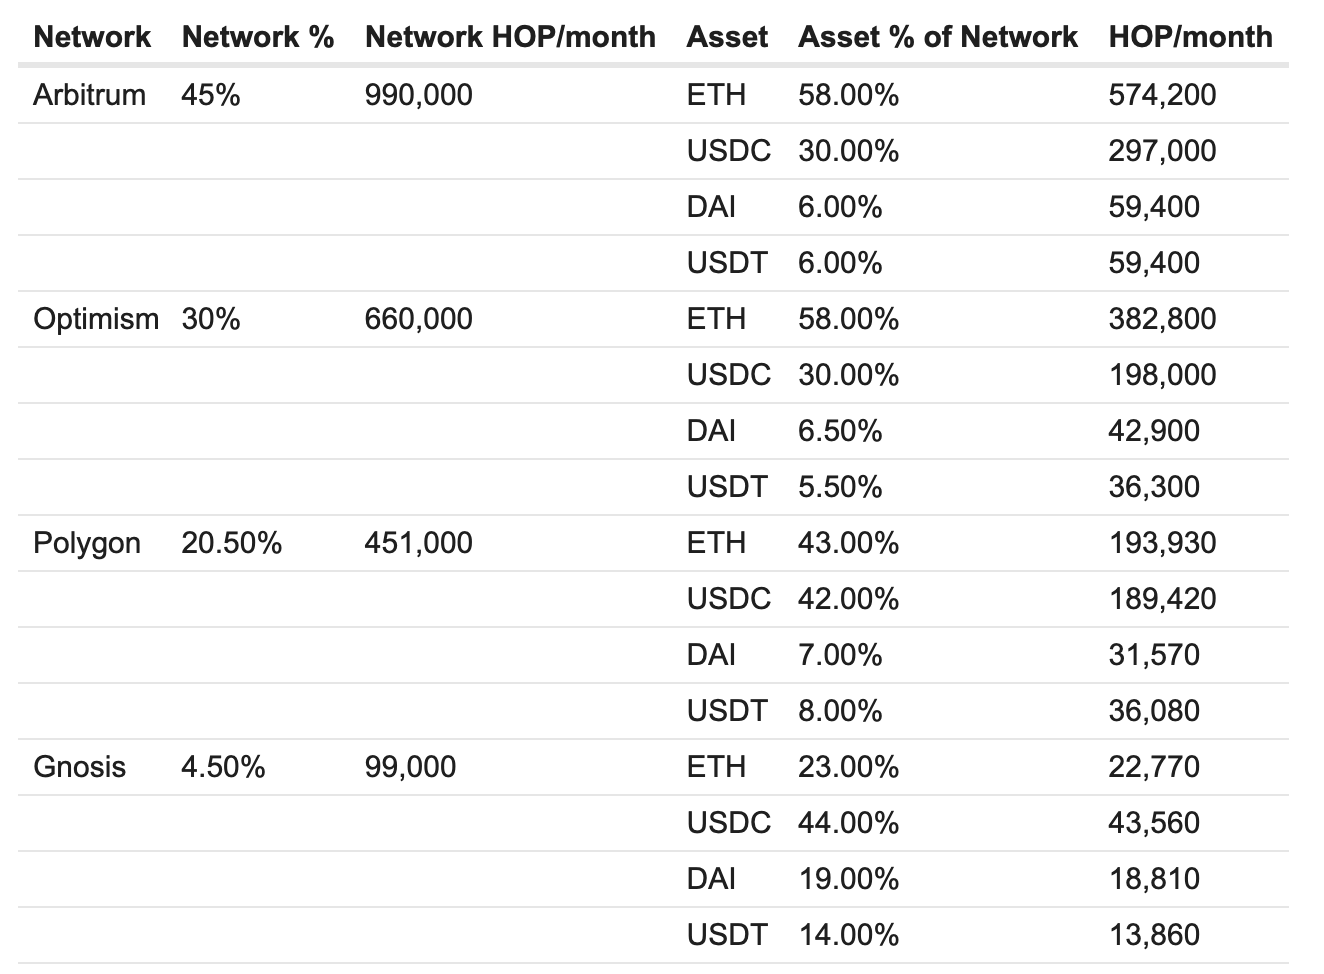 Network Network % Network HOP/month Asset Asset % of Network HOP/month
Arbitrum 45% 990,000 ETH 58.00% 574,200
USDC 30.00% 297,000
DAI 6.00% 59,400
USDT 6.00% 59,400
Optimism 30% 660,000 ETH 58.00% 382,800
USDC 30.00% 198,000
DAI 6.50% 42,900
USDT 5.50% 36,300
Polygon 20.50% 451,000 ETH 43.00% 193,930
USDC 42.00% 189,420
DAI 7.00% 31,570
USDT 8.00% 36,080
Gnosis 4.50% 99,000 ETH 23.00% 22,770
USDC 44.00% 43,560
DAI 19.00% 18,810
USDT 14.00% 13,860